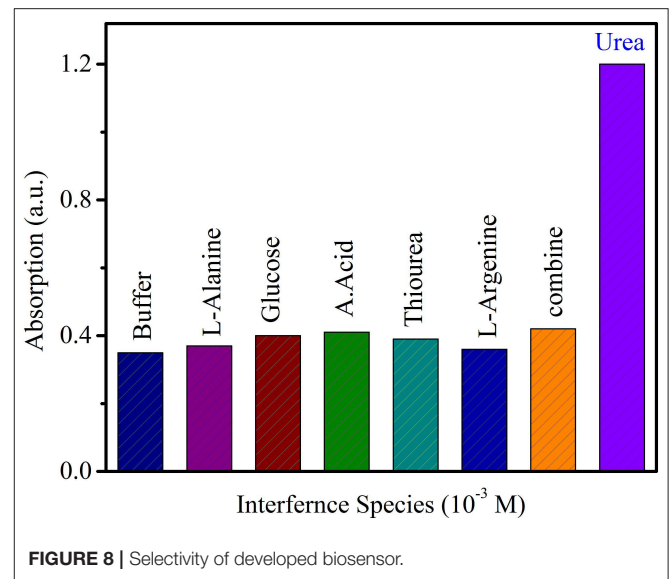 Urea
1.2
0.8
0.4
0.0
Absorption (a.u.)
Buffer
L-Alanine
Glucose
A.Acid
Thiourea
L-Argenine
combine
Interfernce Species (10⁻³ M)
FIGURE 8 | Selectivity of developed biosensor.